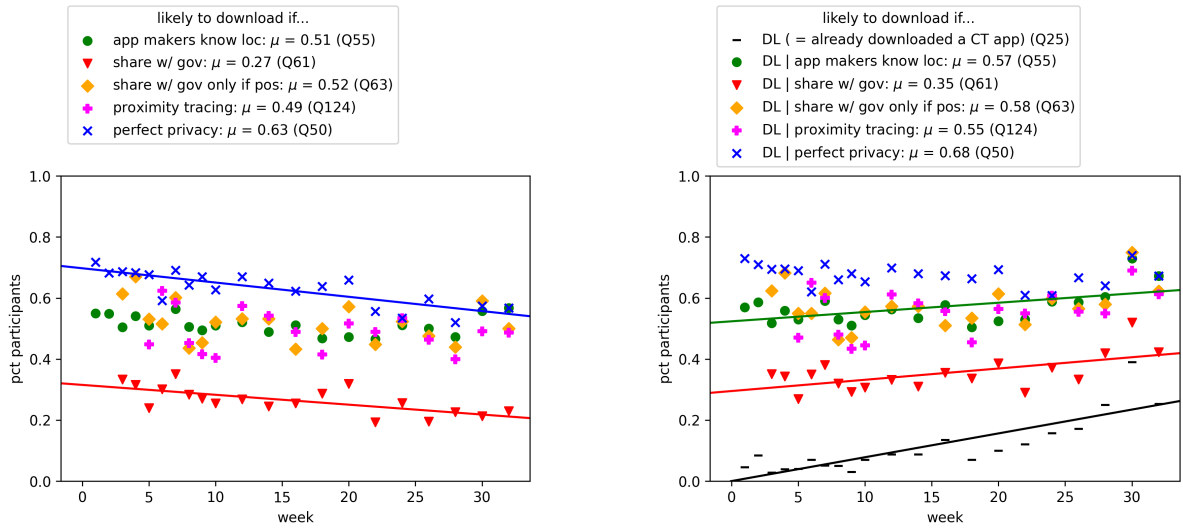 likely to download if...
app makers know loc: μ = 0.51 (Q55)
share w/ gov: μ = 0.27 (Q61)
share w/ gov only if pos: μ = 0.52 (Q63)
proximity tracing: μ = 0.49 (Q124)
perfect privacy: μ = 0.63 (Q50)
1.0
0.8
0.6
0.4
0.2
0.0
pct participants
0 5 10 15 20 25 30
week
likely to download if...
DL ( = already downloaded a CT app) (Q25)
DL | app makers know loc: μ = 0.57 (Q55)
DL | share w/ gov: μ = 0.35 (Q61)
DL | share w/ gov only if pos: μ = 0.58 (Q63)
DL | proximity tracing: μ = 0.55 (Q124)
DL | perfect privacy: μ = 0.68 (Q50)
1.0
0.8
0.6
0.4
0.2
0.0
pct participants
0 5 10 15 20 25 30
week